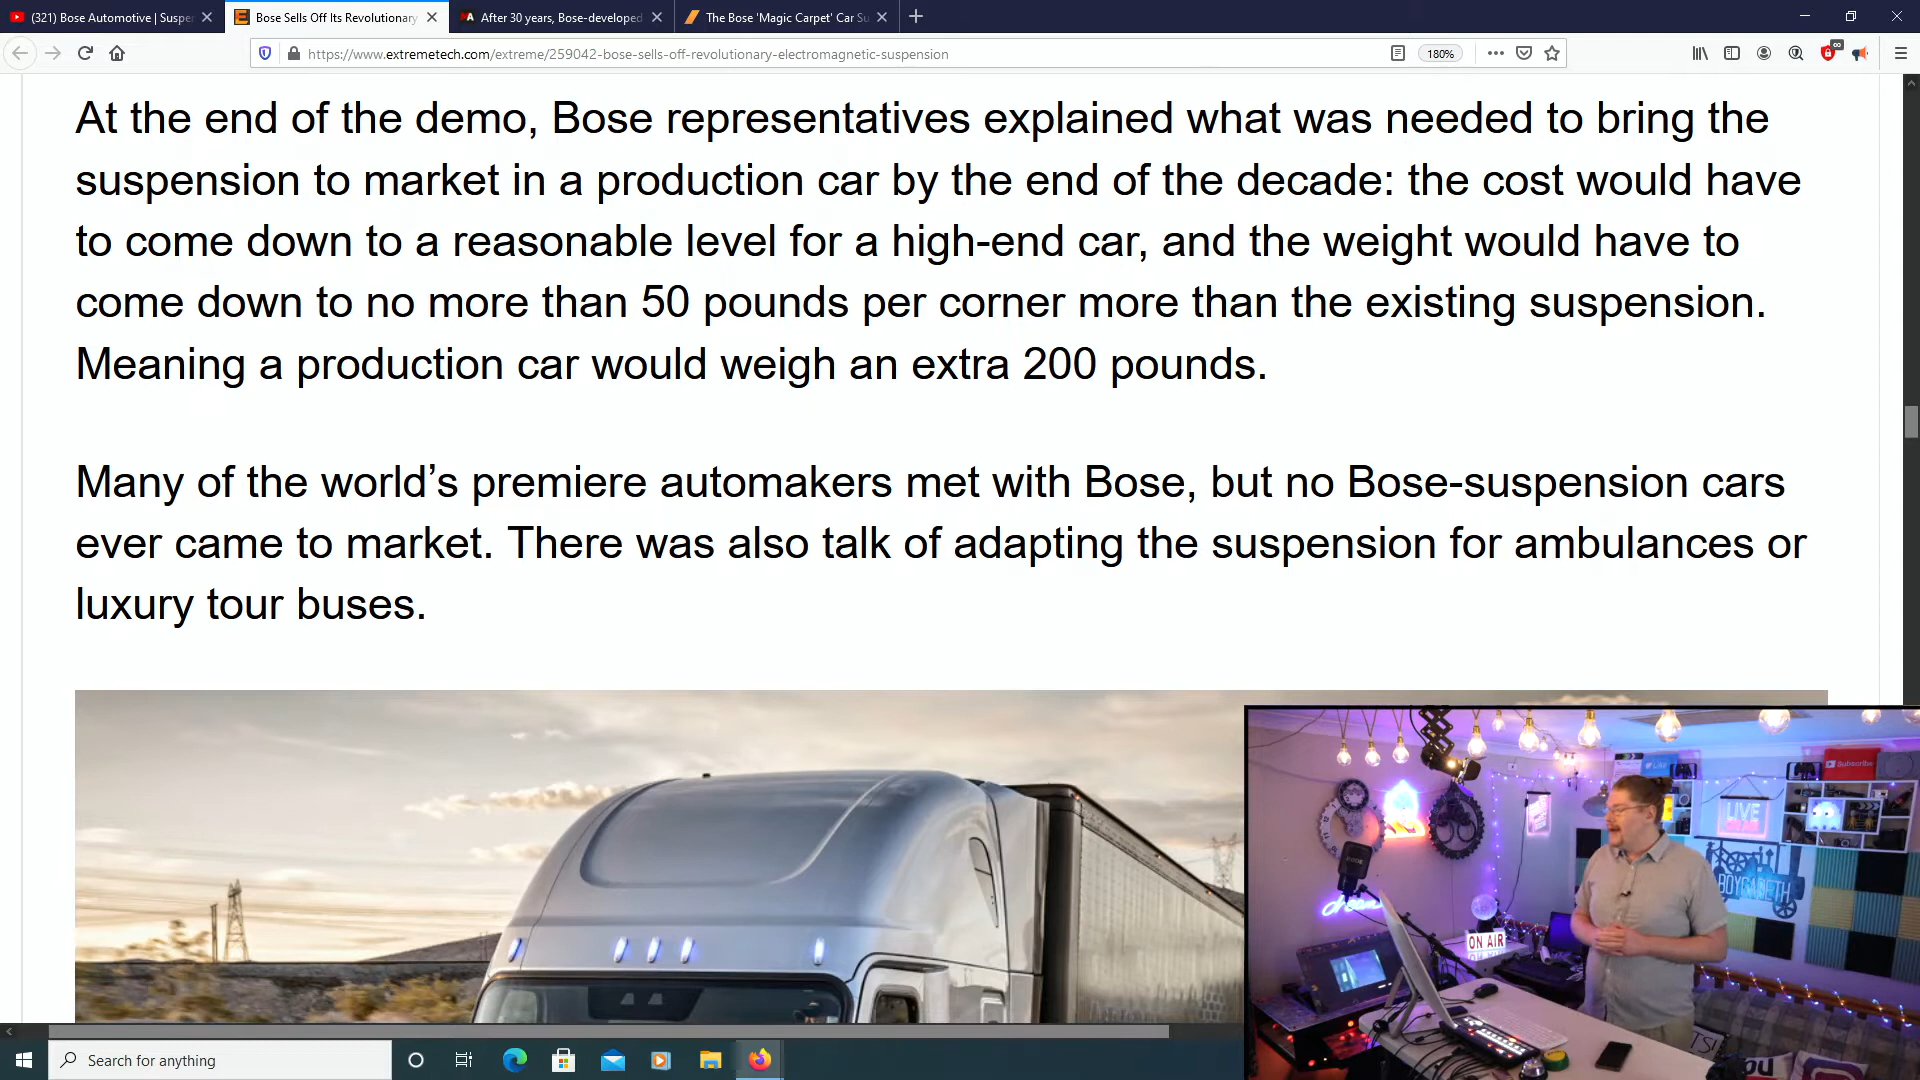 (321) Bose Automotive | Suspe
Bose Sells Off Its Revolutionary
After 30 years, Bose-developed
The Bose 'Magic Carpet' Car Su
https://www.extremetech.com/extreme/259042-bose-sells-off-revolutionary-electromagnetic-suspension
180%
At the end of the demo, Bose representatives explained what was needed to bring the
suspension to market in a production car by the end of the decade: the cost would have
to come down to a reasonable level for a high-end car, and the weight would have to
come down to no more than 50 pounds per corner more than the existing suspension.
Meaning a production car would weigh an extra 200 pounds.
Many of the world’s premiere automakers met with Bose, but no Bose-suspension cars
ever came to market. There was also talk of adapting the suspension for ambulances or
luxury tour buses.
Subscribe
LIVE
RODE
BOYGABETH
dream
ON AIR
You
Search for anything